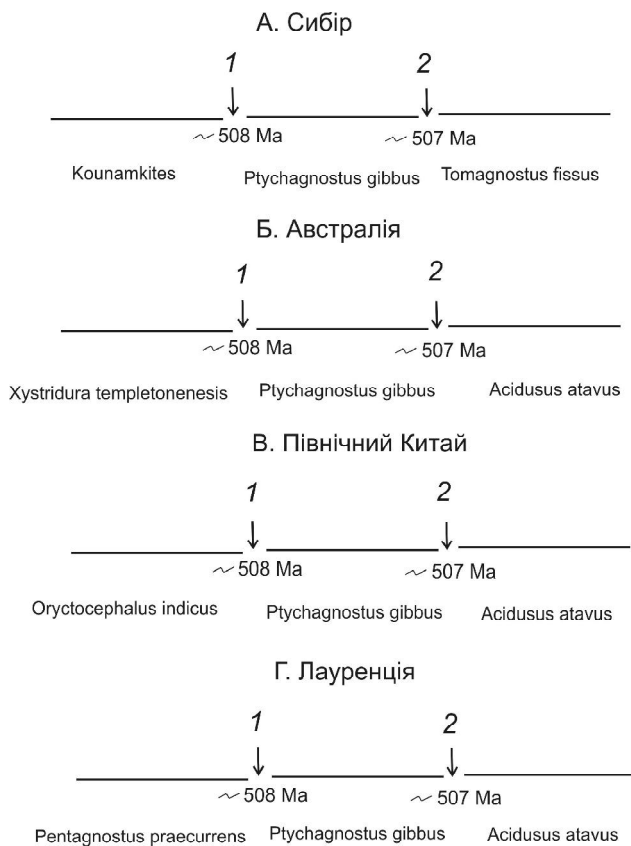 А. Сибір
1 2
~ 508 Ma ~ 507 Ma
Kounamkites Ptychagnostus gibbus Tomagnostus fissus
Б. Австралія
1 2
~ 508 Ma ~ 507 Ma
Xystridura templetonenesis Ptychagnostus gibbus Acidusus atavus
В. Північний Китай
1 2
~ 508 Ma ~ 507 Ma
Oryctocephalus indicus Ptychagnostus gibbus Acidusus atavus
Г. Лауренція
1 2
~ 508 Ma ~ 507 Ma
Pentagnostus praecurrens Ptychagnostus gibbus Acidusus atavus